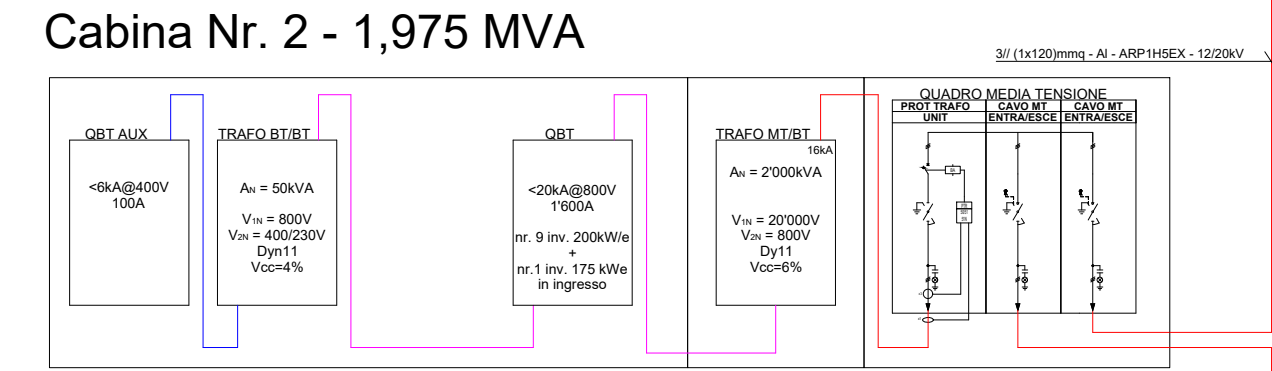 Cabina Nr. 2 - 1,975 MVA
3// (1x120)mmq - Al - ARP1H5EX - 12/20kV
QBT AUX
<6kA@400V
100A
TRAFO BT/BT
AN = 50kVA
V1N = 800V
V2N = 400/230V
Dyn11
Vcc=4%
QBT
<20kA@800V
1'600A
nr. 9 inv. 200kW/e
+
nr.1 inv. 175 kWe
in ingresso
TRAFO MT/BT
16kA
AN = 2'000kVA
V1N = 20'000V
V2N = 800V
Dy11
Vcc=6%
QUADRO MEDIA TENSIONE
PROT TRAFO
UNIT
CAVO MT
ENTRA/ESCE
CAVO MT
ENTRA/ESCE